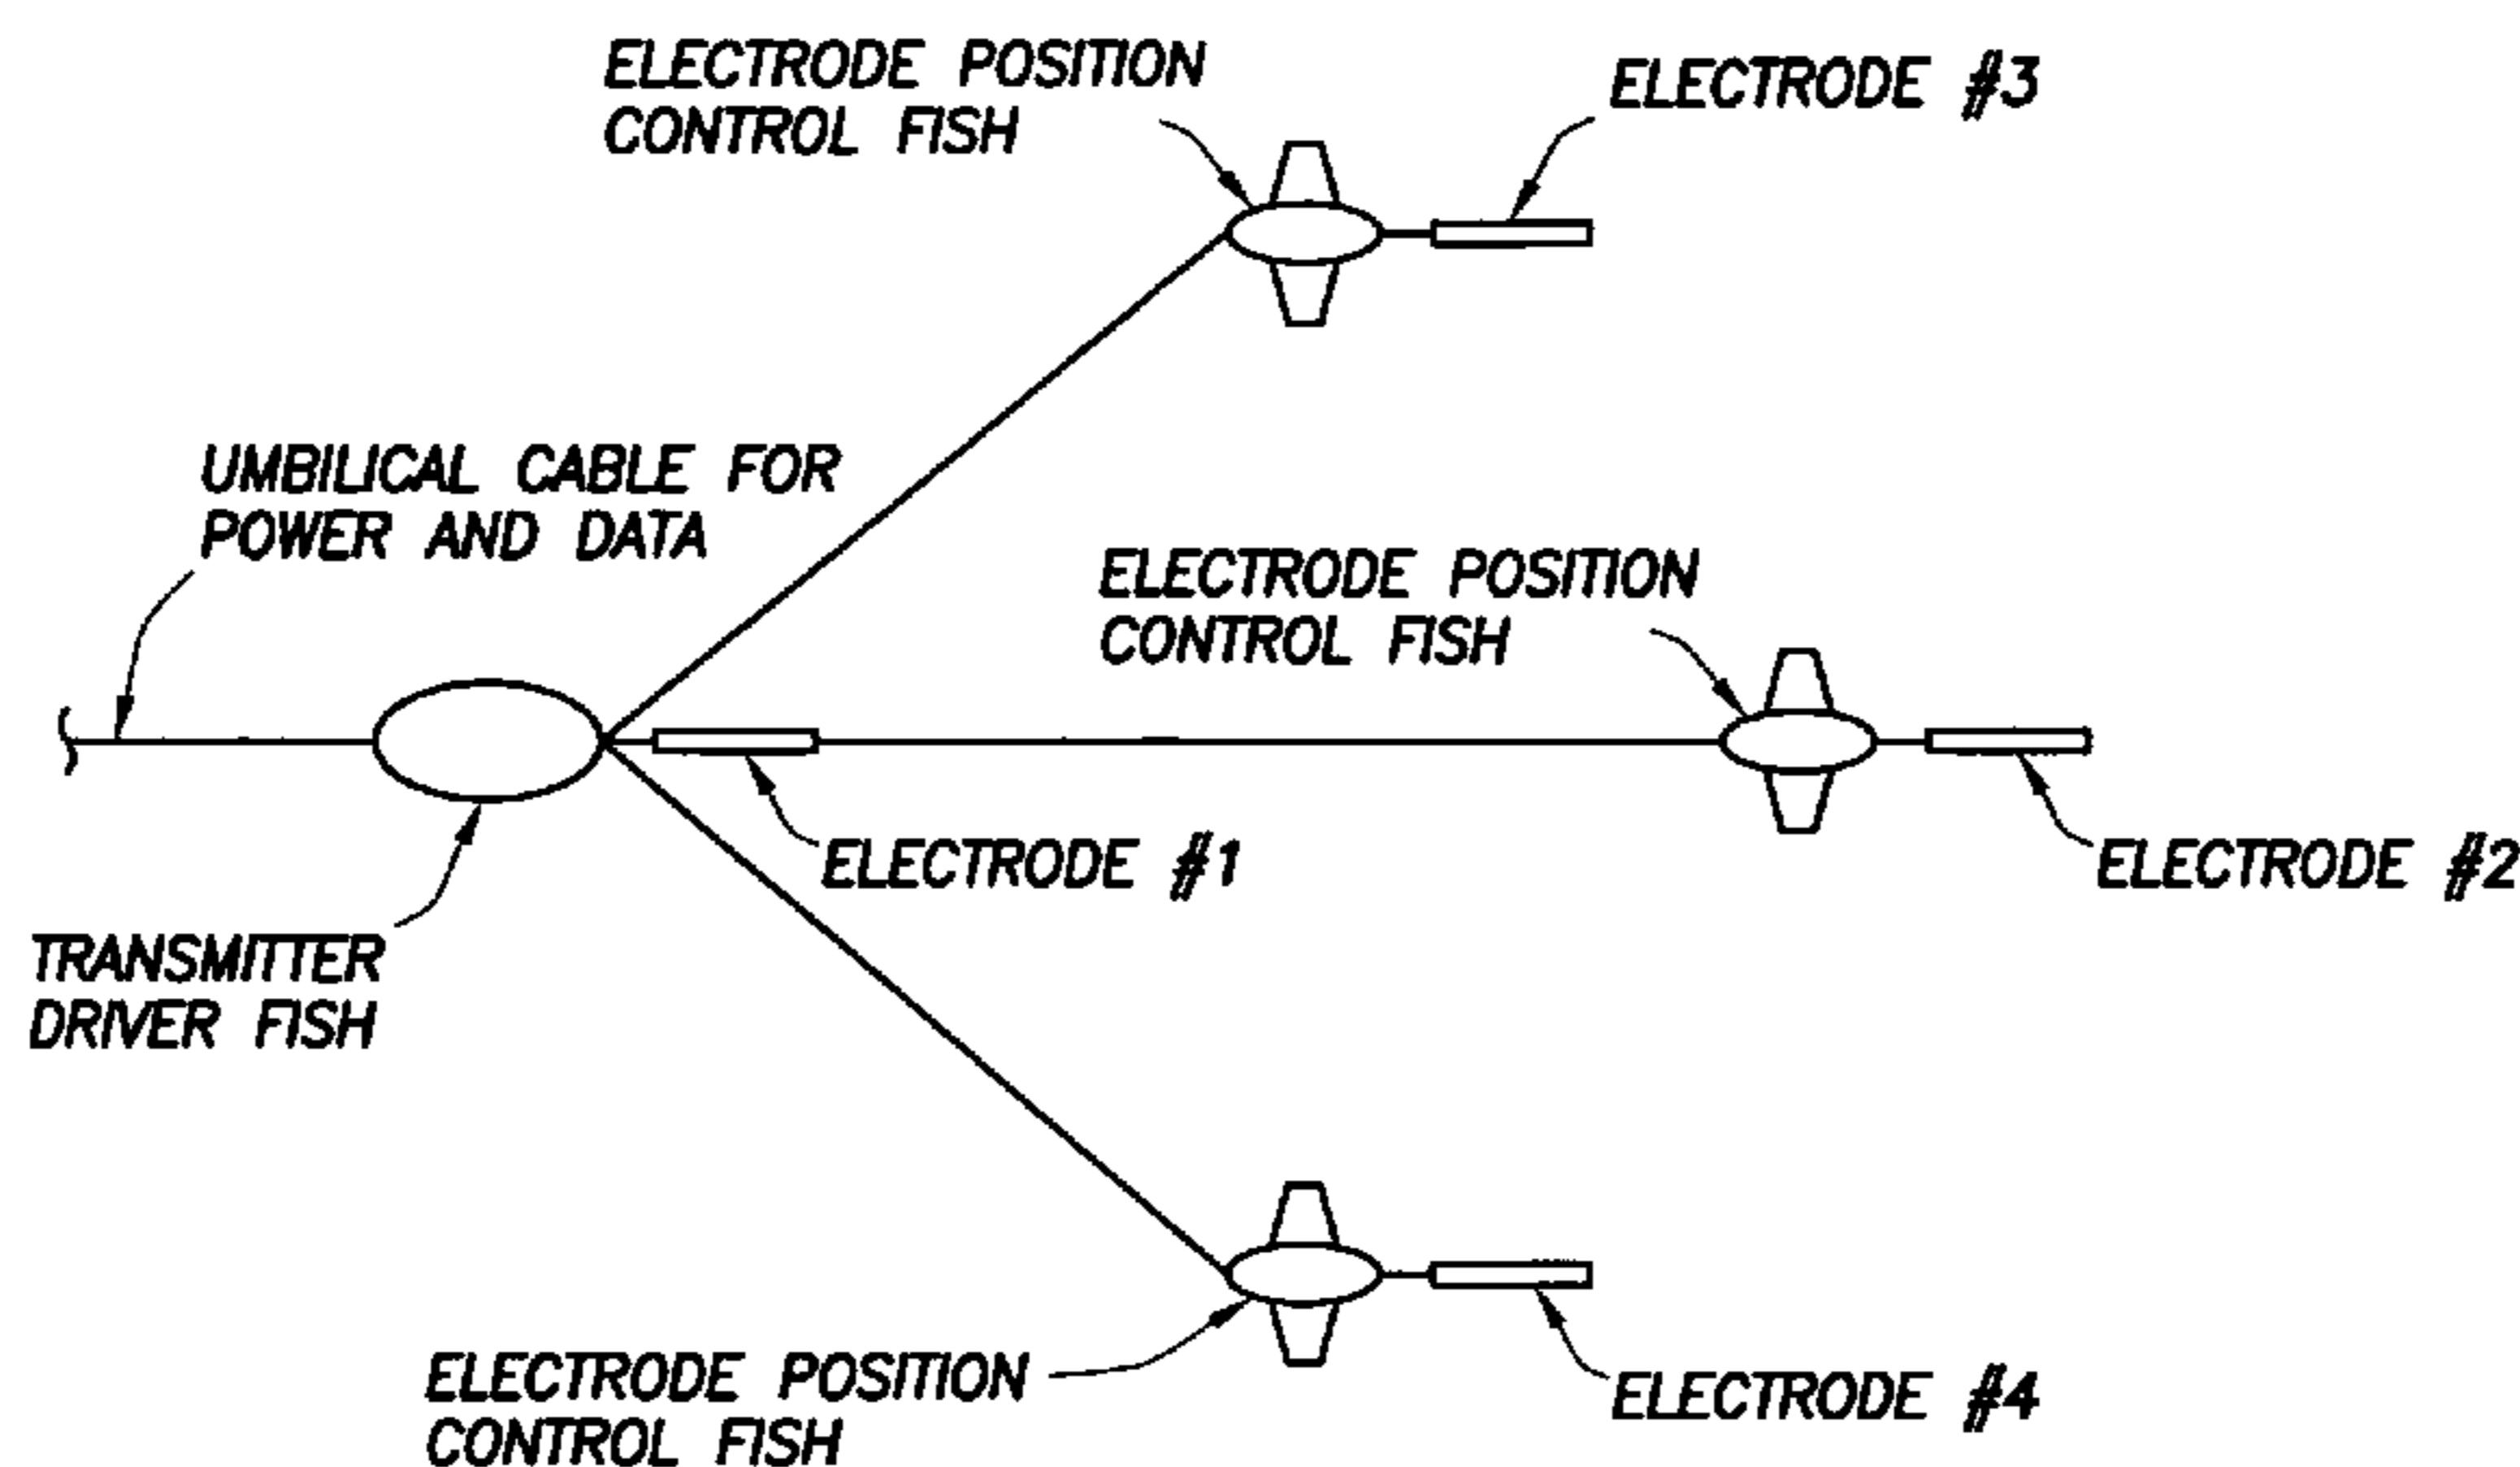 ELECTRODE POSITION
CONTROL FISH
ELECTRODE #3
UMBILICAL CABLE FOR
POWER AND DATA
ELECTRODE POSITION
CONTROL FISH
ELECTRODE #1
ELECTRODE #2
TRANSMITTER
DRIVER FISH
ELECTRODE POSITION
CONTROL FISH
ELECTRODE #4